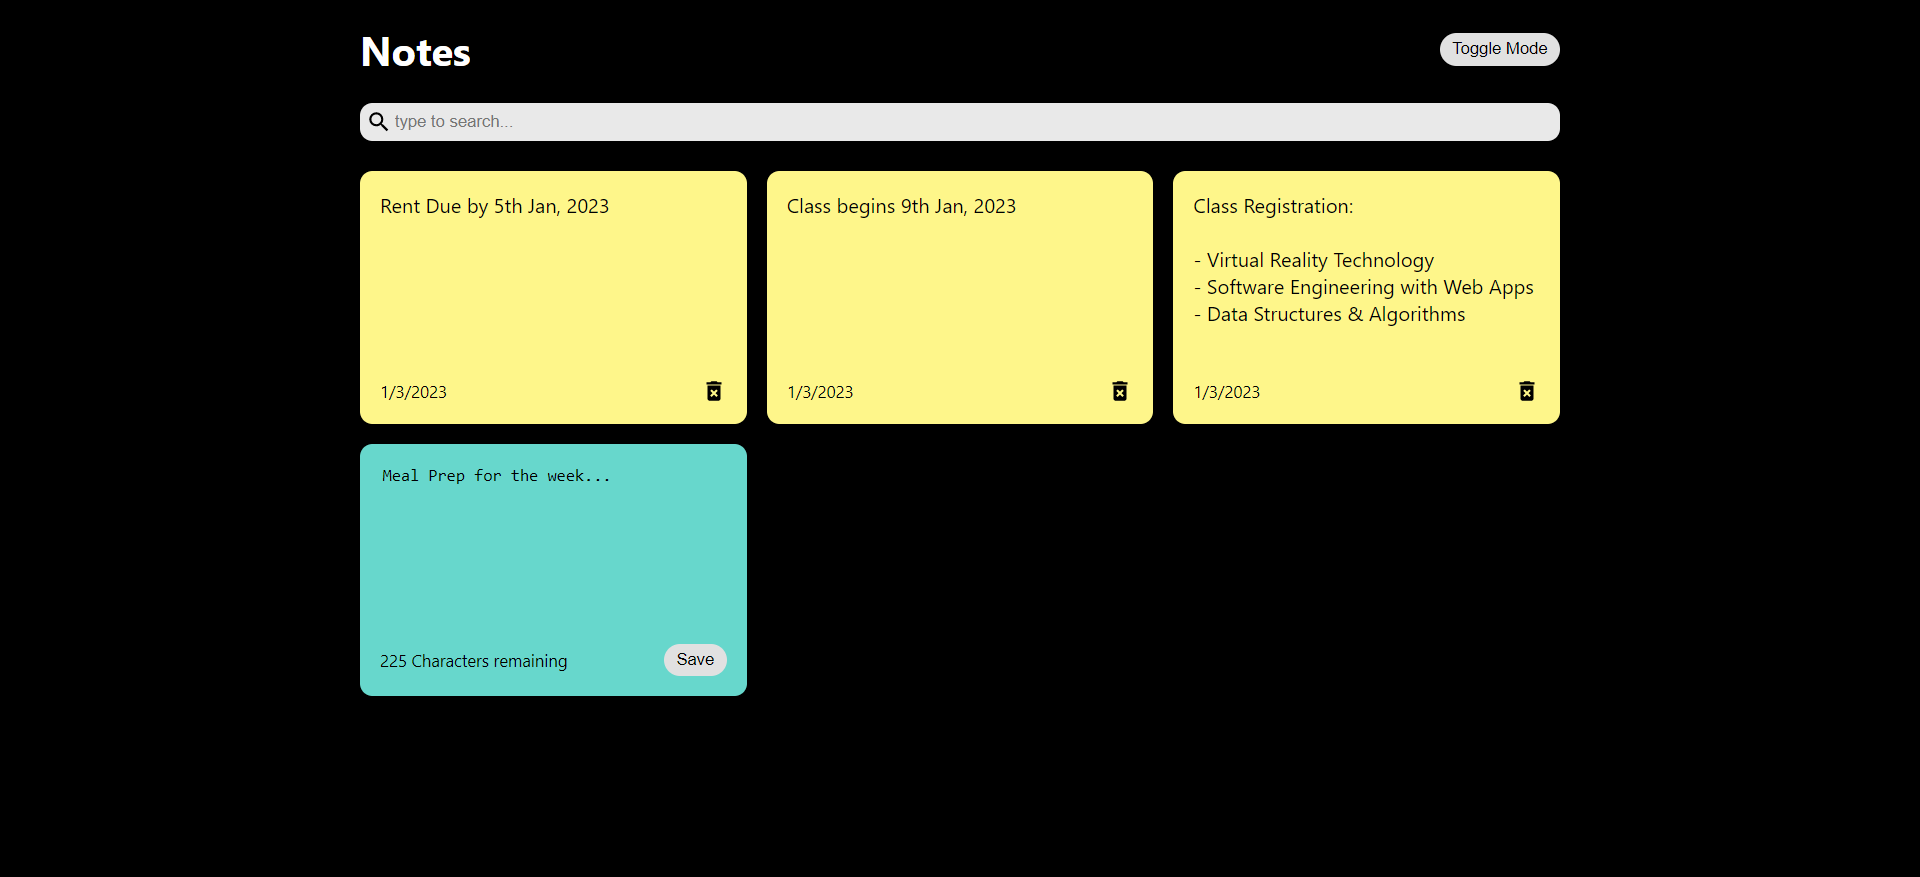 Notes
Toggle Mode
type to search...
Rent Due by 5th Jan, 2023
1/3/2023
Class begins 9th Jan, 2023
1/3/2023
Class Registration:
- Virtual Reality Technology
- Software Engineering with Web Apps
- Data Structures & Algorithms
1/3/2023
Meal Prep for the week...
225 Characters remaining
Save